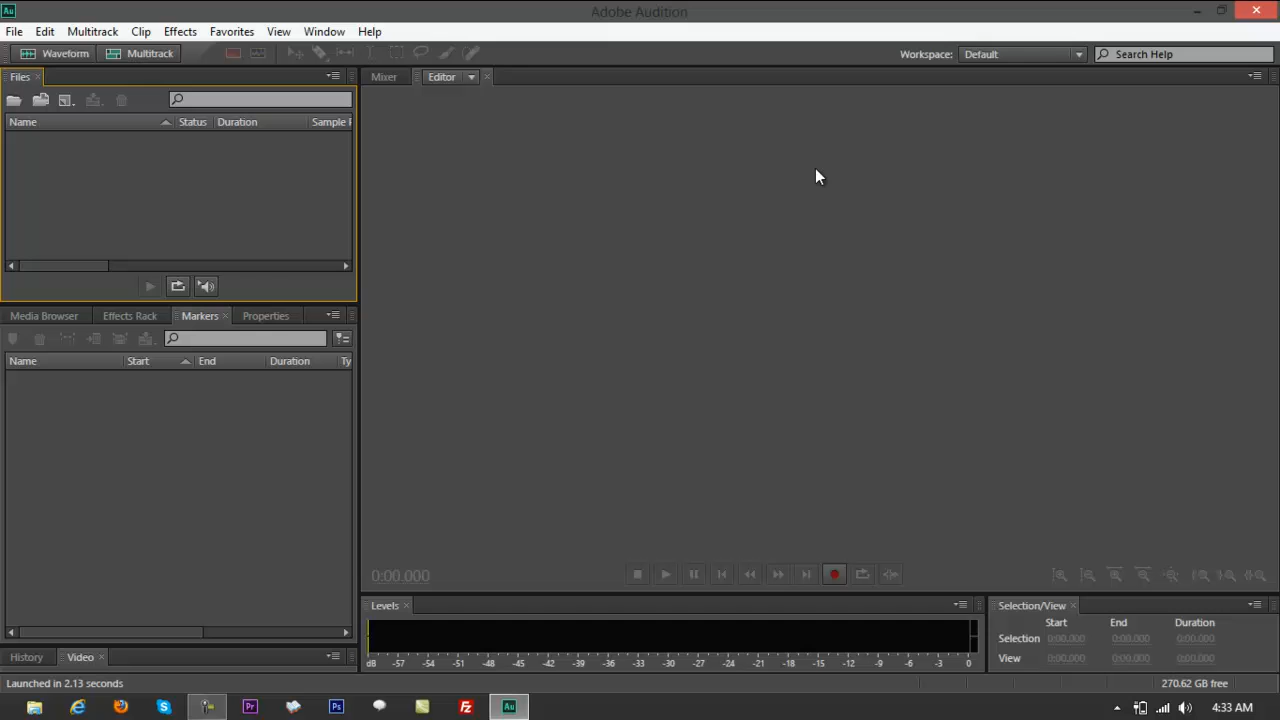 Au Adobe Audition
File Edit Multitrack Clip Effects Favorites View Window Help
Waveform Multitrack Workspace: Default Search Help
Files Mixer Editor
Name Status Duration Sample
Media Browser Effects Rack Markers Properties
Name Start End Duration Ty
0:00.000
Levels Selection/View
Start End Duration
Selection 0:00.000 0:00.000 0:00.000
View 0:00.000 0:00.000 0:00.000
dB -57 -54 -51 -48 -45 -42 -39 -36 -33 -30 -27 -24 -21 -18 -15 -12 -9 -6 -3 0
History Video
Launched in 2.13 seconds 270.62 GB free
Pr Ps Fz Au 4:33 AM